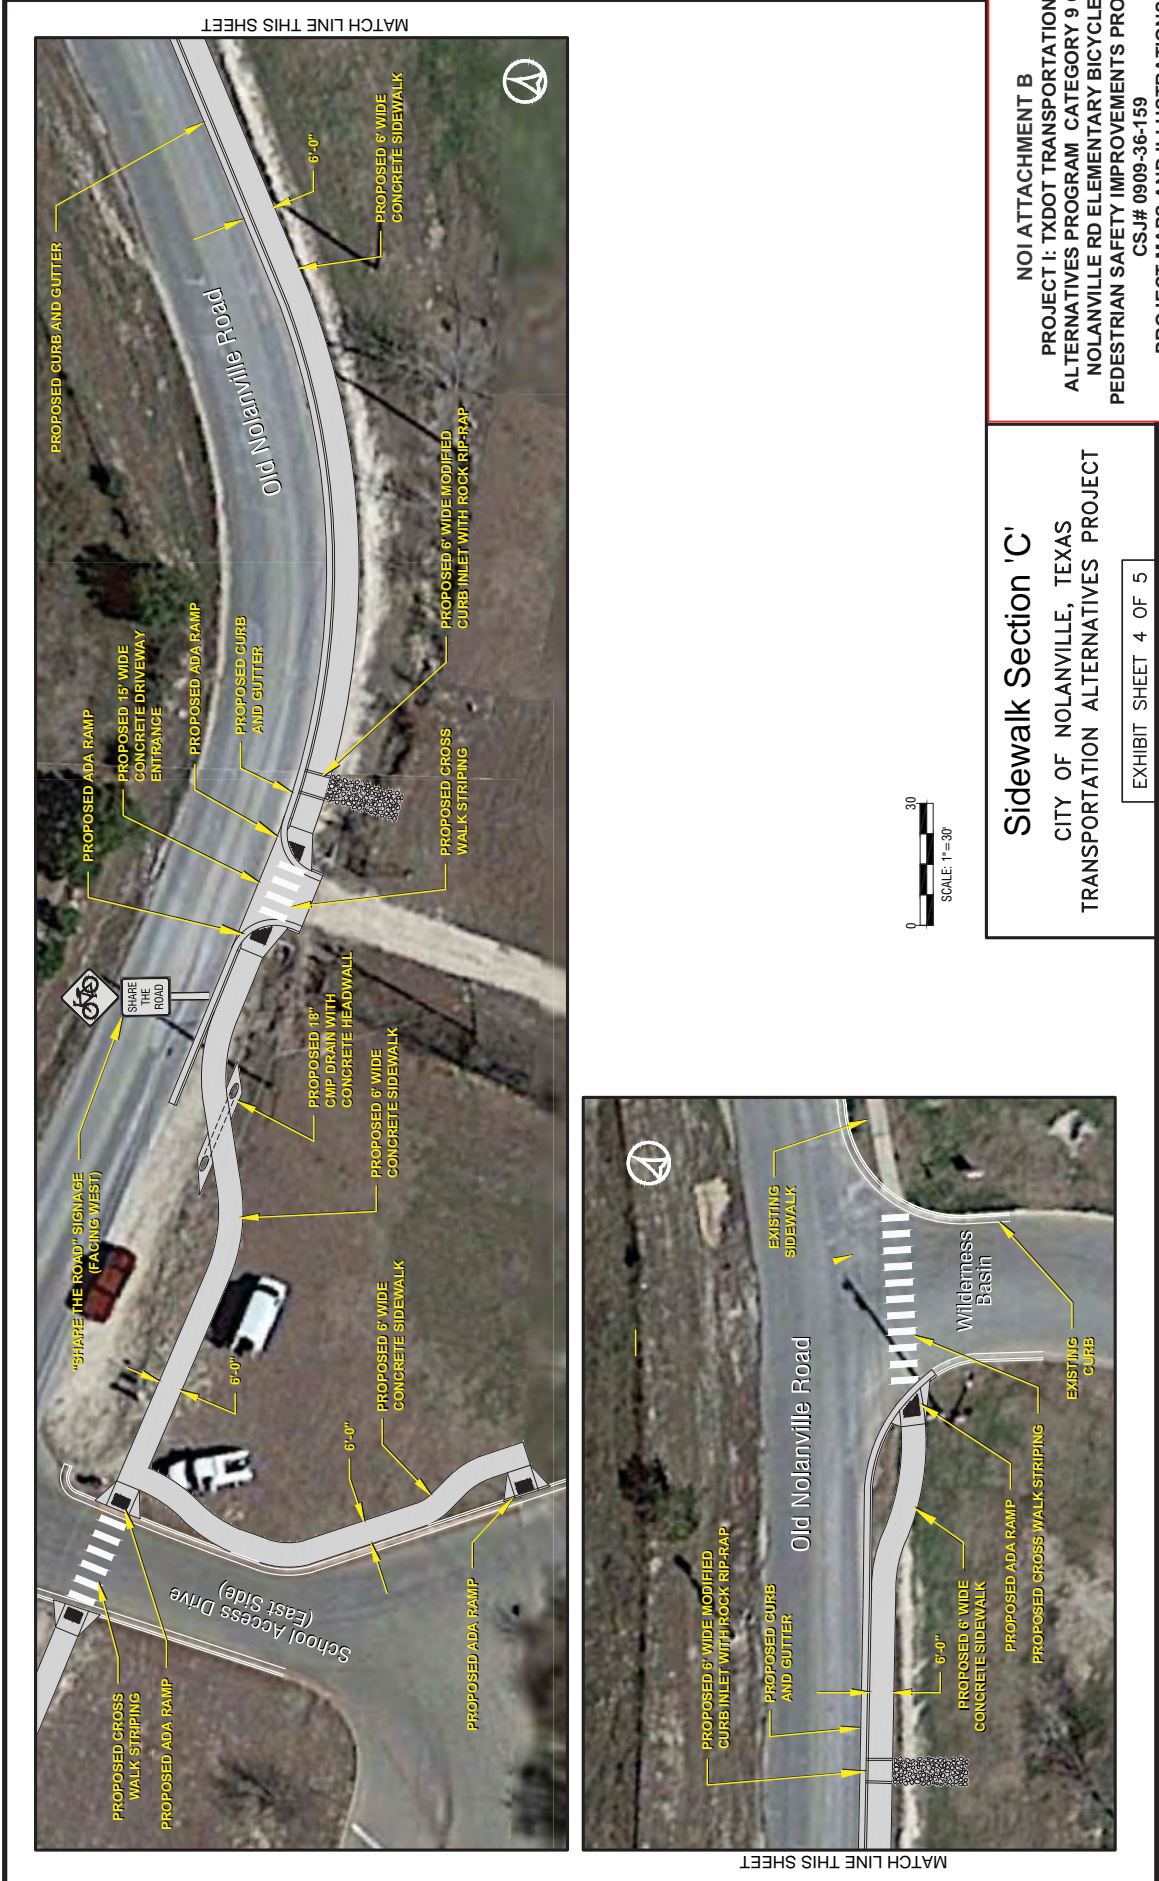 MATCH LINE THIS SHEET
PROPOSED CROSS
WALK STRIPING
PROPOSED ADA RAMP
School Access Drive
(East Side)
PROPOSED ADA RAMP
"SHARE THE ROAD" SIGNAGE
(FACING WEST)
6'-0"
6'-0"
PROPOSED 6' WIDE
CONCRETE SIDEWALK
PROPOSED 6' WIDE
CONCRETE SIDEWALK
PROPOSED 18"
CMP DRAIN WITH
CONCRETE HEADWALL
SHARE
THE
ROAD
PROPOSED ADA RAMP
PROPOSED 15' WIDE
CONCRETE DRIVEWAY
ENTRANCE
PROPOSED ADA RAMP
PROPOSED CURB
AND GUTTER
PROPOSED CROSS
WALK STRIPING
PROPOSED 6' WIDE MODIFIED
CURB INLET WITH ROCK RIP-RAP
Old Nolanville Road
PROPOSED CURB AND GUTTER
6'-0"
PROPOSED 6' WIDE
CONCRETE SIDEWALK
MATCH LINE THIS SHEET
PROPOSED 6' WIDE MODIFIED
CURB INLET WITH ROCK RIP-RAP
PROPOSED CURB
AND GUTTER
Old Nolanville Road
6'-0"
PROPOSED 6' WIDE
CONCRETE SIDEWALK
PROPOSED ADA RAMP
PROPOSED CROSS WALK STRIPING
EXISTING
SIDEWALK
Wilderness
Basin
EXISTING
CURB
0 30
SCALE: 1"=30'
Sidewalk Section 'C'
CITY OF NOLANVILLE, TEXAS
TRANSPORTATION ALTERNATIVES PROJECT
EXHIBIT SHEET 4 OF 5
NOI ATTACHMENT B
PROJECT I: TXDOT TRANSPORTATION
ALTERNATIVES PROGRAM CATEGORY 9
NOLANVILLE RD ELEMENTARY BICYCLE
PEDESTRIAN SAFETY IMPROVEMENTS
CSJ# 0909-36-159